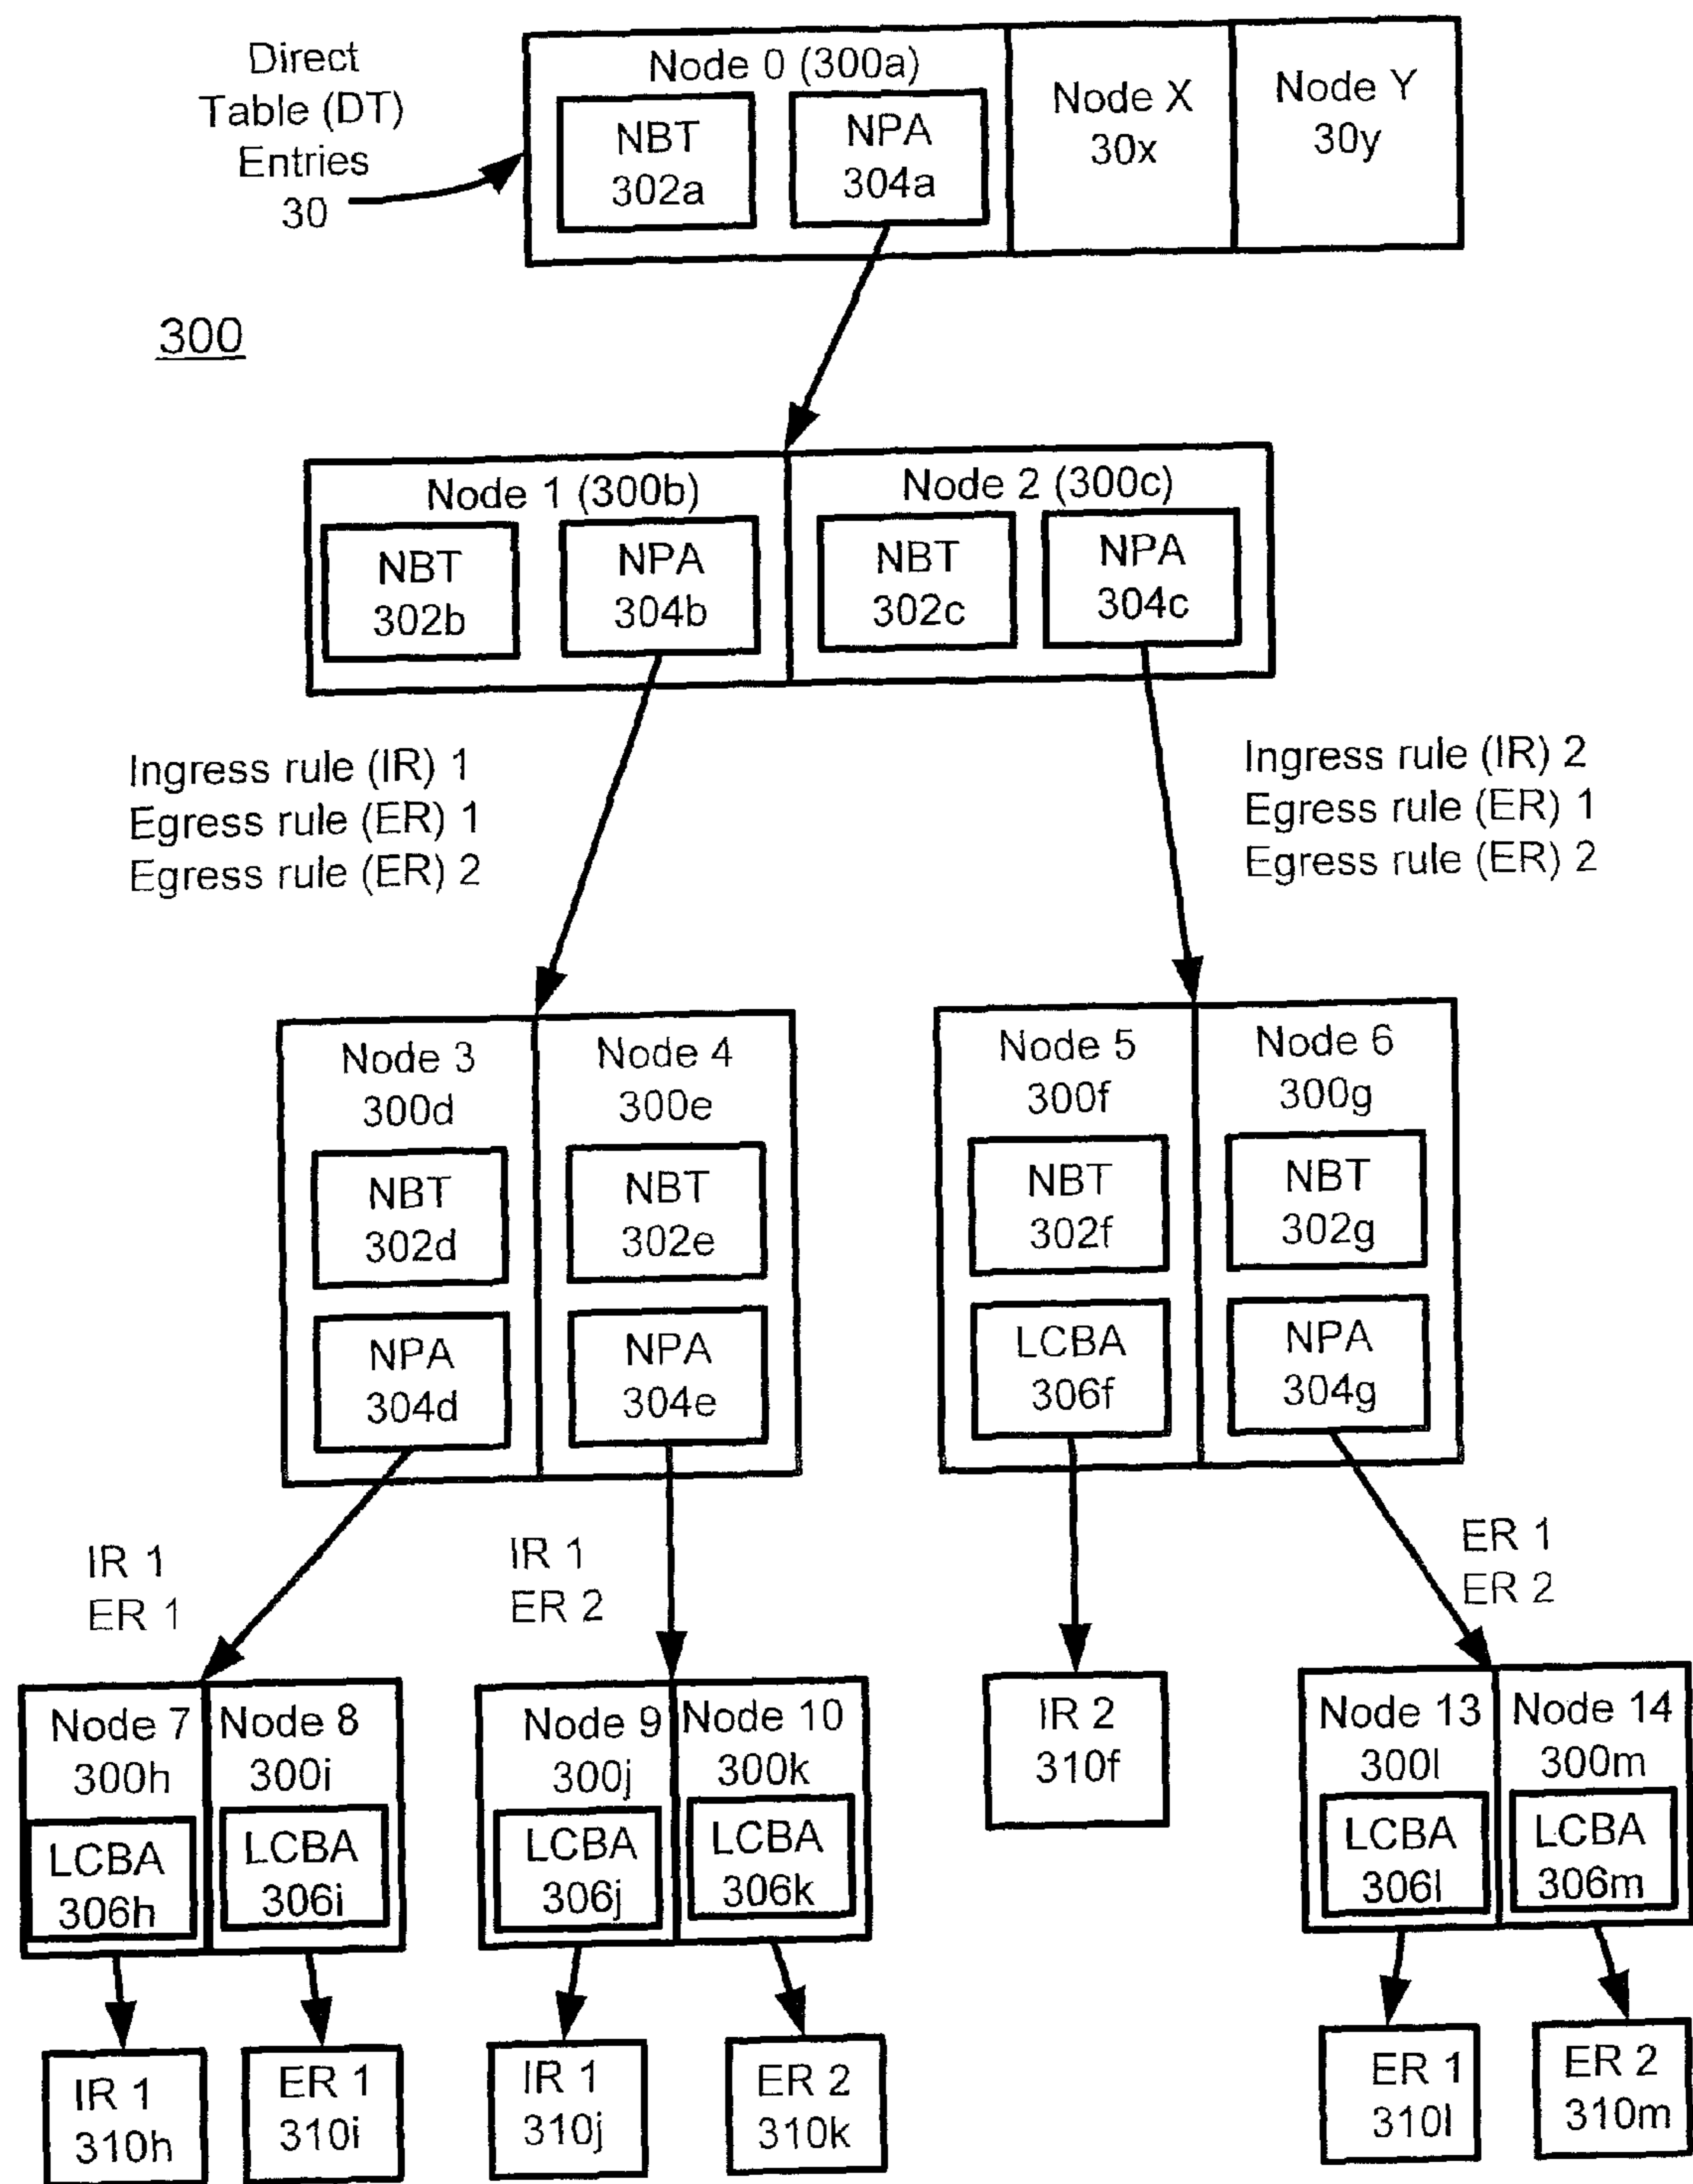 Direct
Table (DT)
Entries
30
Node 0 (300a)
NBT
302a
NPA
304a
Node X
30x
Node Y
30y
300
Node 1 (300b)
NBT
302b
NPA
304b
Node 2 (300c)
NBT
302c
NPA
304c
Ingress rule (IR) 1
Egress rule (ER) 1
Egress rule (ER) 2
Ingress rule (IR) 2
Egress rule (ER) 1
Egress rule (ER) 2
Node 3
300d
NBT
302d
NPA
304d
Node 4
300e
NBT
302e
NPA
304e
Node 5
300f
NBT
302f
LCBA
306f
Node 6
300g
NBT
302g
NPA
304g
IR 1
ER 1
IR 1
ER 2
ER 1
ER 2
Node 7
300h
LCBA
306h
Node 8
300i
LCBA
306i
Node 9
300j
LCBA
306j
Node 10
300k
LCBA
306k
IR 2
310f
Node 13
300l
LCBA
306l
Node 14
300m
LCBA
306m
IR 1
310h
ER 1
310i
IR 1
310j
ER 2
310k
ER 1
310l
ER 2
310m